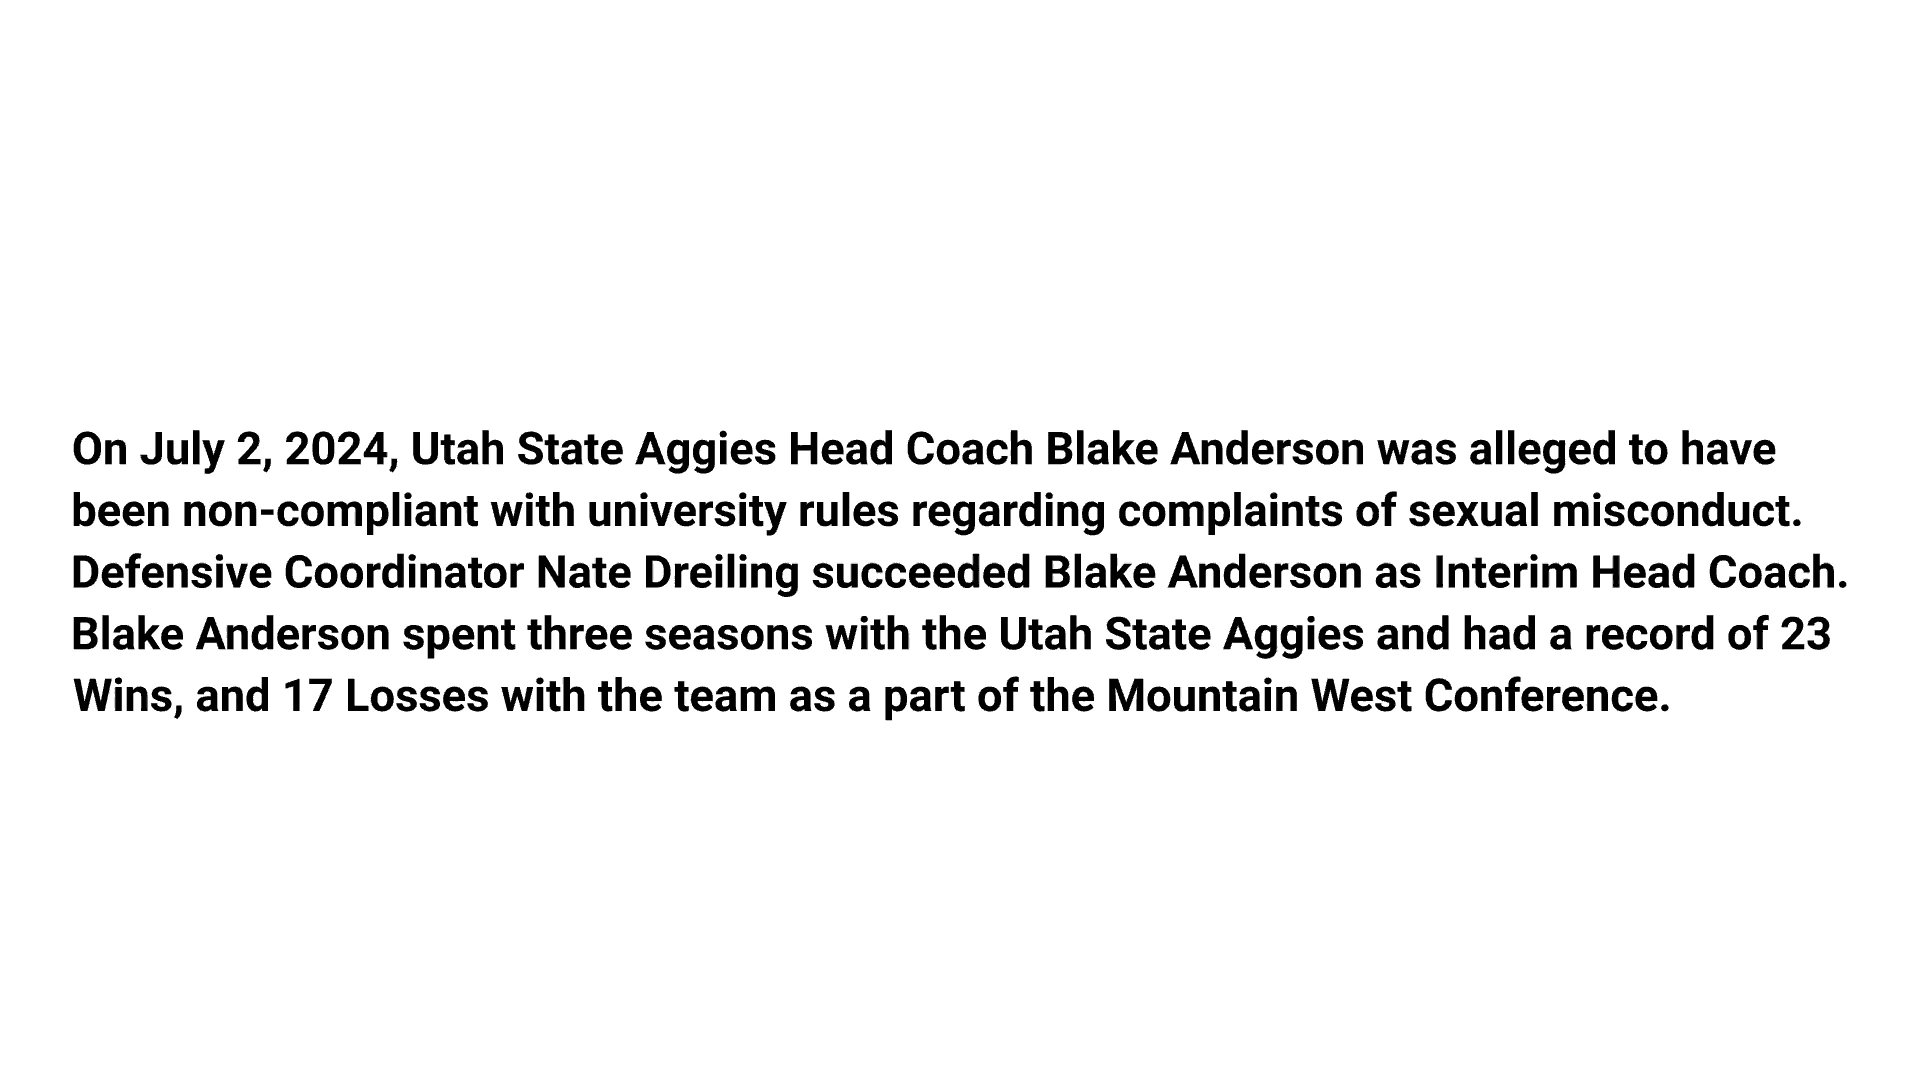 On July 2, 2024, Utah State Aggies Head Coach Blake Anderson was alleged to have
been non-compliant with university rules regarding complaints of sexual misconduct.
Defensive Coordinator Nate Dreiling succeeded Blake Anderson as Interim Head Coach.
Blake Anderson spent three seasons with the Utah State Aggies and had a record of 23
Wins, and 17 Losses with the team as a part of the Mountain West Conference.